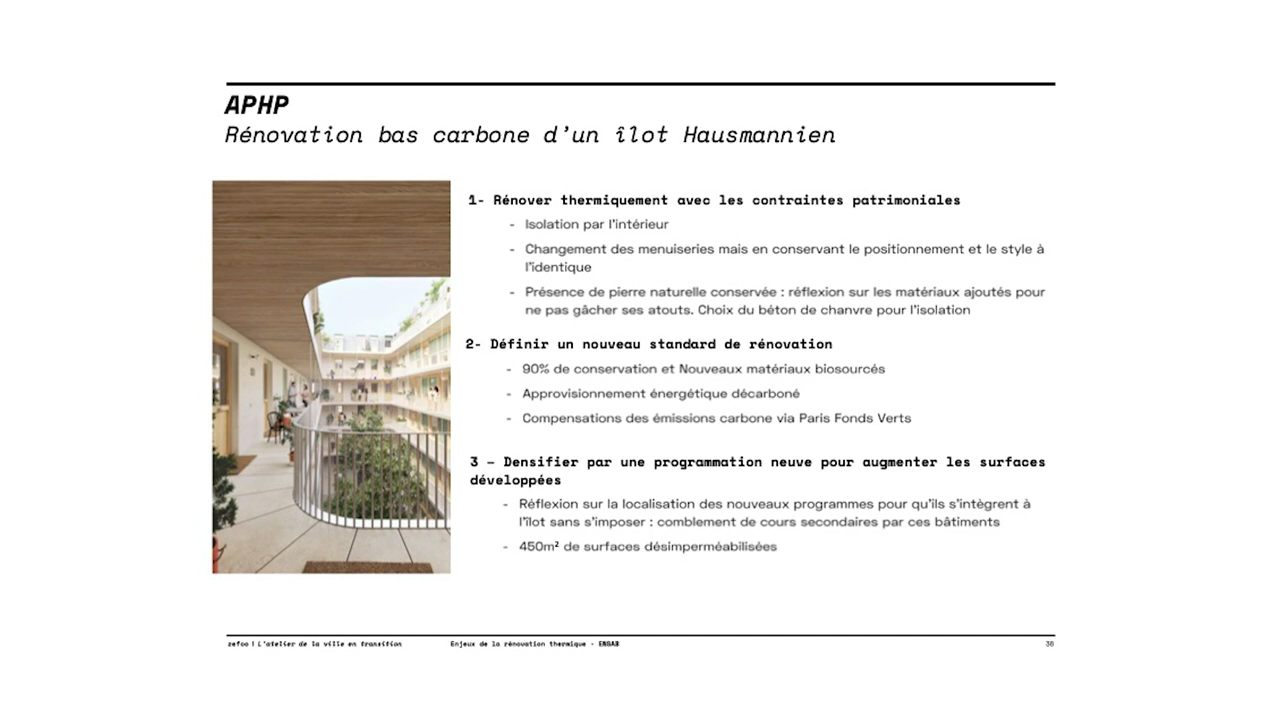 APHP
Rénovation bas carbone d'un îlot Hausmannien
1- Rénover thermiquement avec les contraintes patrimoniales
- Isolation par l'intérieur
- Changement des menuiseries mais en conservant le positionnement et le style à
l'identique
- Présence de pierre naturelle conservée : réflexion sur les matériaux ajoutés pour
ne pas gâcher ses atouts. Choix du béton de chanvre pour l'isolation
2- Définir un nouveau standard de rénovation
- 90% de conservation et Nouveaux matériaux biosourcés
- Approvisionnement énergétique décarboné
- Compensations des émissions carbone via Paris Fonds Verts
3 – Densifier par une programmation neuve pour augmenter les surfaces
développées
- Réflexion sur la localisation des nouveaux programmes pour qu'ils s'intègrent à
l'îlot sans s'imposer : comblement de cours secondaires par ces bâtiments
- 450m² de surfaces désimperméabilisées
zefco | L'atelier de la ville en transition Enjeux de la rénovation thermique - ENSAB 38